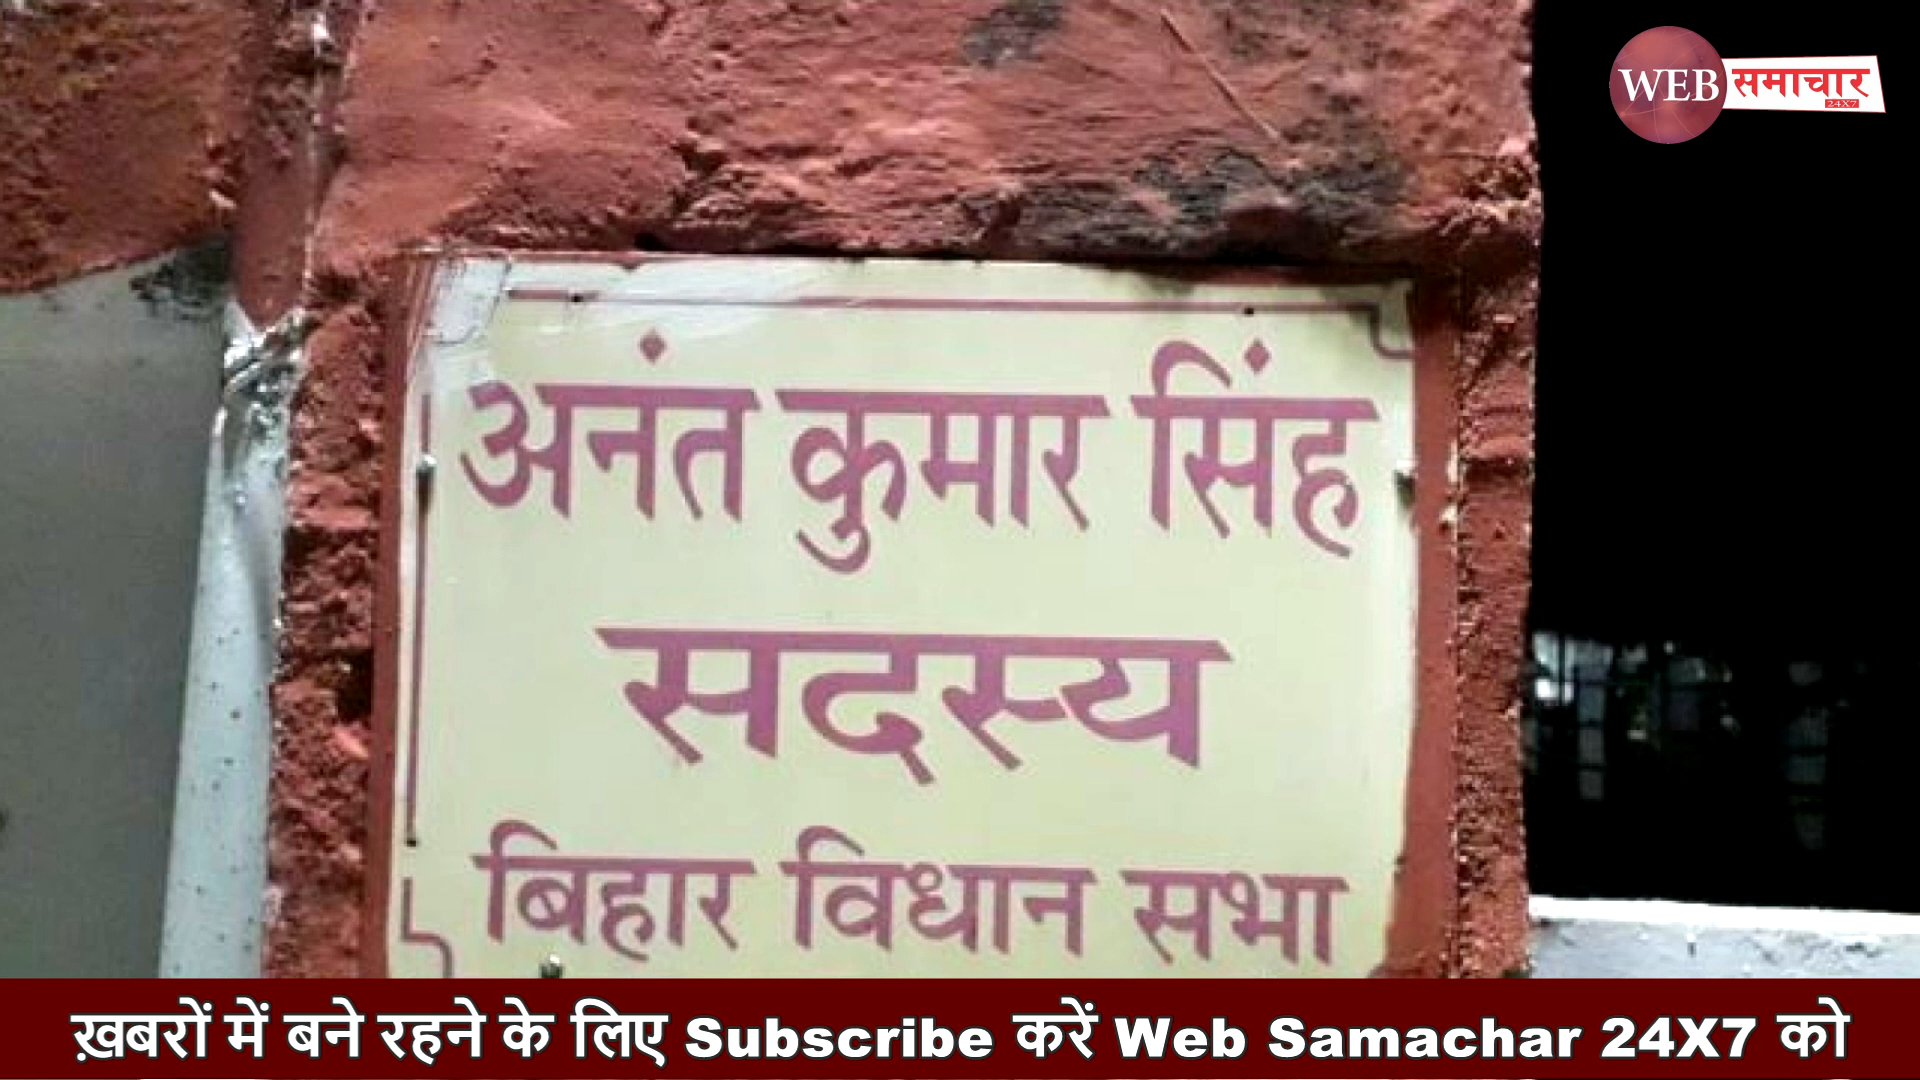 WEB समाचार
24X7
अनंत कुमार सिंह
सदस्य
बिहार विधान सभा
ख़बरों में बने रहने के लिए Subscribe करें Web Samachar 24X7 को